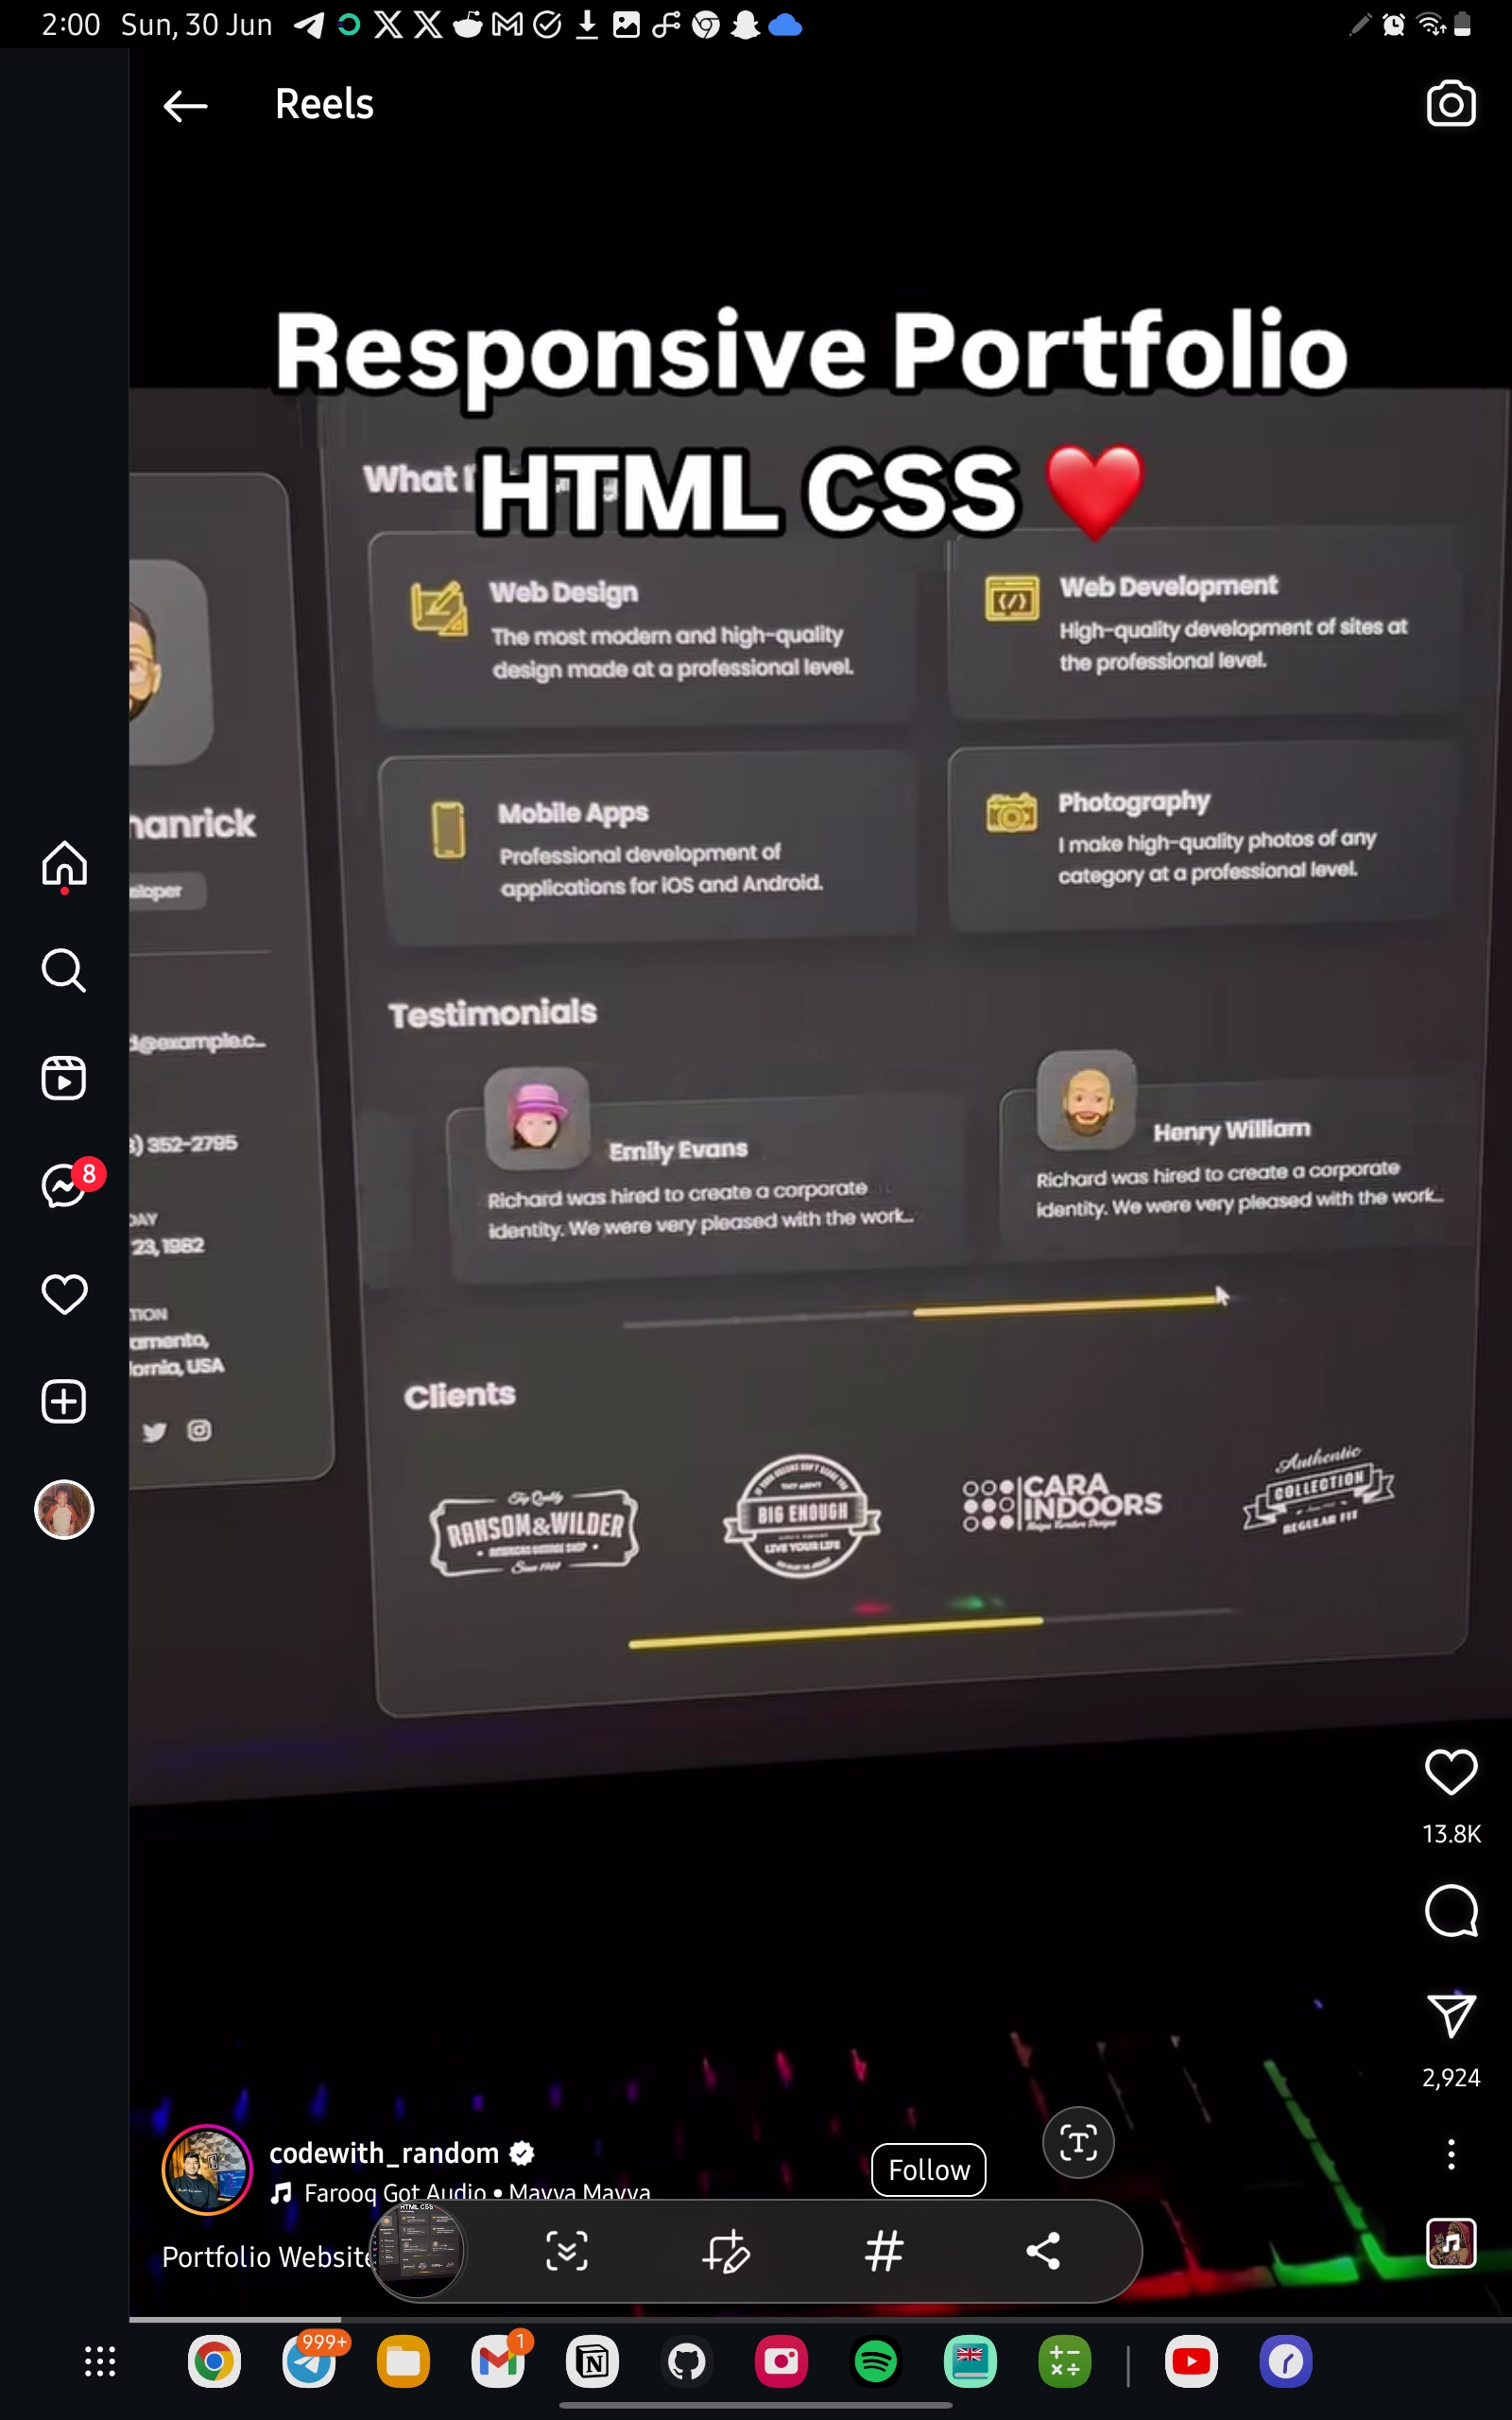 2:00 Sun, 30 Jun
Reels
Responsive Portfolio
HTML CSS ❤️
What I
Web Design
The most modern and high-quality
design made at a professional level.
Web Development
High-quality development of sites at
the professional level.
Mobile Apps
Professional development of
applications for iOS and Android.
Photography
I make high-quality photos of any
category at a professional level.
hanrick
eloper
d@example.c...
3) 352-2795
DAY
23, 1982
TION
amento,
fornia, USA
8
Testimonials
Emily Evans
Richard was hired to create a corporate
identity. We were very pleased with the work...
Henry William
Richard was hired to create a corporate
identity. We were very pleased with the work...
Clients
Top Quality
RANSOM&WILDER
Since 1969
BIG ENOUGH
LIVE YOUR LIFE
CARA
INDOORS
Authentic
COLLECTION
REGULAR FIT
13.8K
2,924
codewith_random
Farooq Got Audio • Mayya Mayya
Follow
Portfolio Website
999+
1